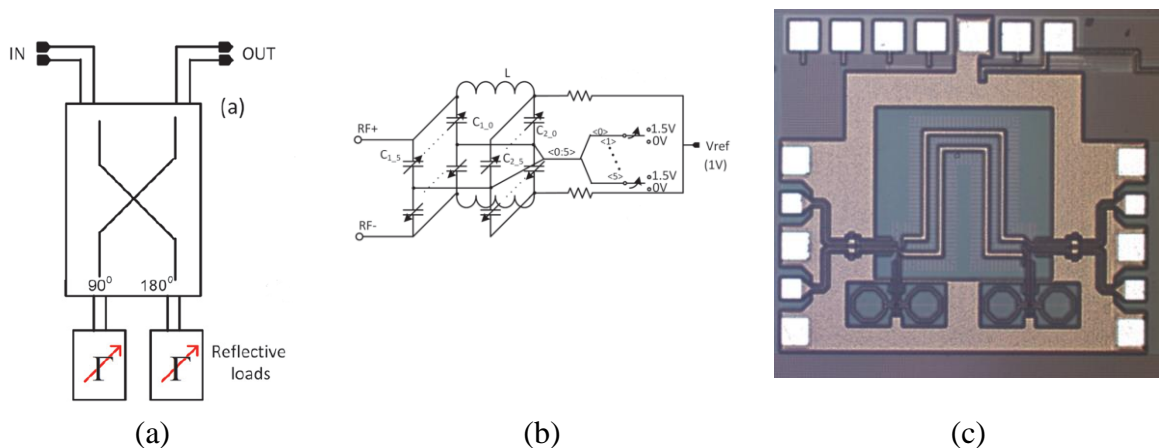 IN
OUT
(a)
90⁰
180⁰
Γ
Γ
Reflective
loads
(a)
L
RF+
C1_0
C2_0
C1_5
C2_5
<0:5>
<0>
<1>
<5>
1.5V
0V
1.5V
0V
Vref
(1V)
RF-
(b)
(c)